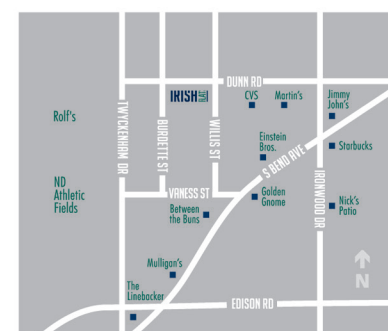 DUNN RD
IRISH FLATS
CVS
Martin's
Jimmy
John's
Rolf's
TWYCKENHAM DR
BURDETTE ST
WILLIS ST
Einstein
Bros.
S BEND AVE
Starbucks
IRONWOOD DR
ND
Athletic
Fields
VANESS ST
Between
the Buns
Golden
Gnome
Nick's
Patio
Mulligan's
N
The
Linebacker
EDISON RD